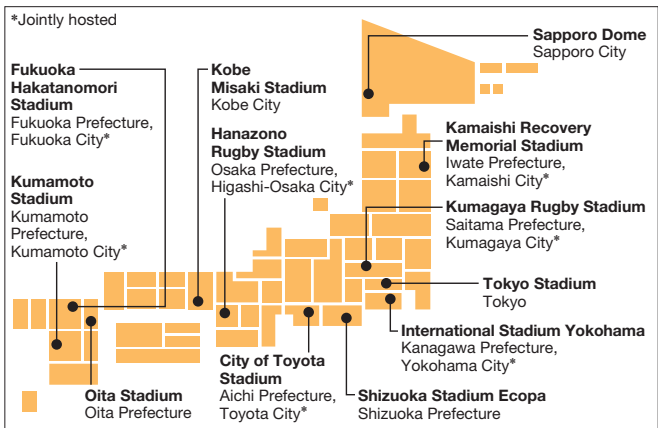 *Jointly hosted
Sapporo Dome
Sapporo City
Fukuoka
Hakatanomori
Stadium
Fukuoka Prefecture,
Fukuoka City*
Kobe
Misaki Stadium
Kobe City
Hanazono
Rugby Stadium
Osaka Prefecture,
Higashi-Osaka City*
Kamaishi Recovery
Memorial Stadium
Iwate Prefecture,
Kamaishi City*
Kumamoto
Stadium
Kumamoto
Prefecture,
Kumamoto City*
Kumagaya Rugby Stadium
Saitama Prefecture,
Kumagaya City*
Tokyo Stadium
Tokyo
International Stadium Yokohama
Kanagawa Prefecture,
Yokohama City*
Oita Stadium
Oita Prefecture
City of Toyota
Stadium
Aichi Prefecture,
Toyota City*
Shizuoka Stadium Ecopa
Shizuoka Prefecture